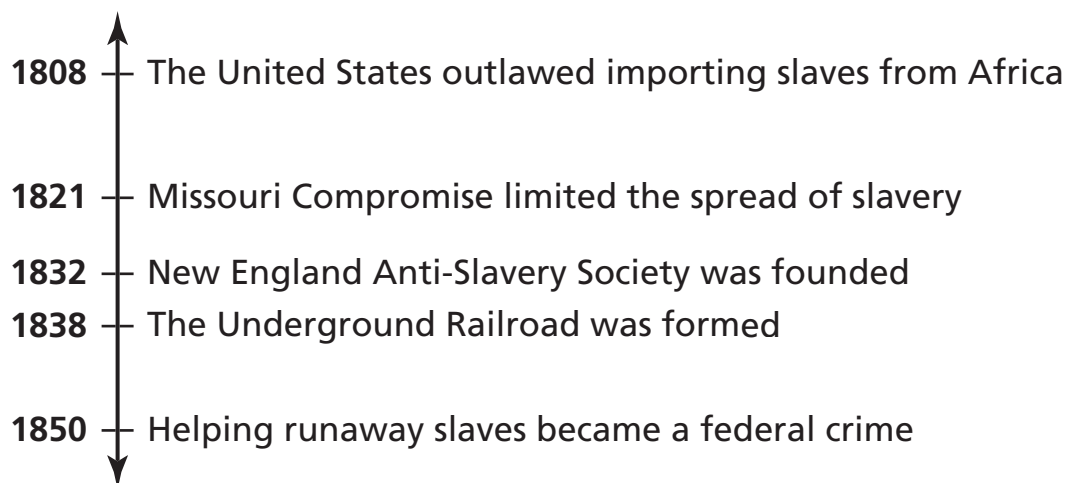 1808 The United States outlawed importing slaves from Africa
1821 Missouri Compromise limited the spread of slavery
1832 New England Anti-Slavery Society was founded
1838 The Underground Railroad was formed
1850 Helping runaway slaves became a federal crime